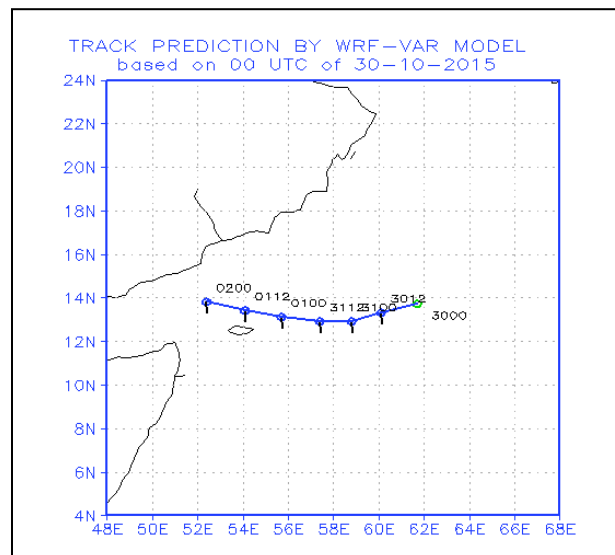 TRACK PREDICTION BY WRF-VAR MODEL
based on 00 UTC of 30-10-2015
24N
22N
20N
18N
16N
14N
12N
10N
8N
6N
4N
0200
0112
0100
3112
3100
3012
3000
48E 50E 52E 54E 56E 58E 60E 62E 64E 66E 68E